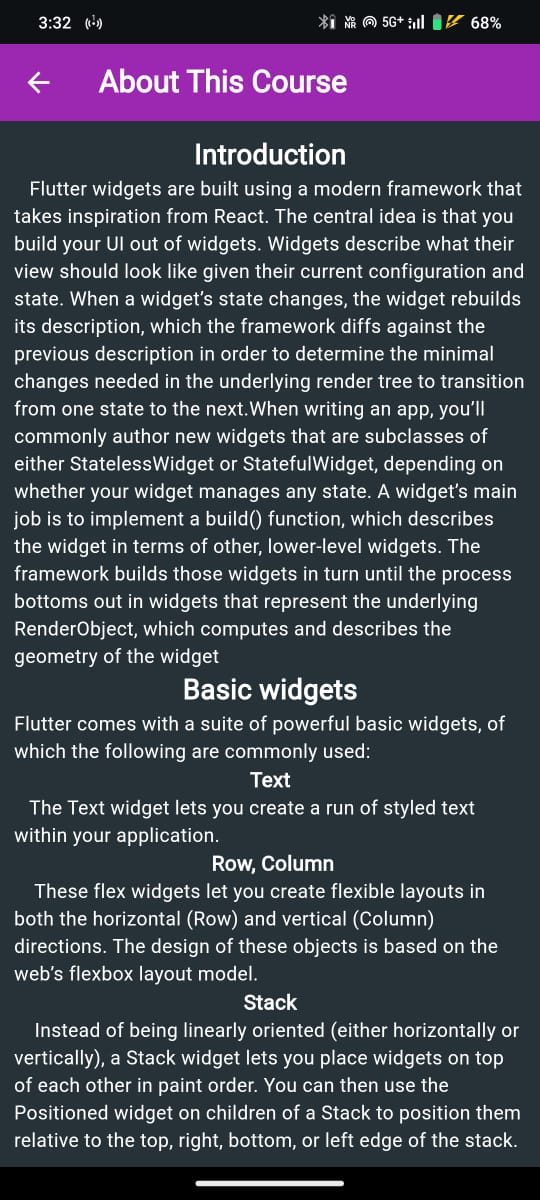 3:32
Vo NR 5G+ 68%
About This Course
Introduction
Flutter widgets are built using a modern framework that
takes inspiration from React. The central idea is that you
build your UI out of widgets. Widgets describe what their
view should look like given their current configuration and
state. When a widget’s state changes, the widget rebuilds
its description, which the framework diffs against the
previous description in order to determine the minimal
changes needed in the underlying render tree to transition
from one state to the next.When writing an app, you’ll
commonly author new widgets that are subclasses of
either StatelessWidget or StatefulWidget, depending on
whether your widget manages any state. A widget’s main
job is to implement a build() function, which describes
the widget in terms of other, lower-level widgets. The
framework builds those widgets in turn until the process
bottoms out in widgets that represent the underlying
RenderObject, which computes and describes the
geometry of the widget
Basic widgets
Flutter comes with a suite of powerful basic widgets, of
which the following are commonly used:
Text
The Text widget lets you create a run of styled text
within your application.
Row, Column
These flex widgets let you create flexible layouts in
both the horizontal (Row) and vertical (Column)
directions. The design of these objects is based on the
web’s flexbox layout model.
Stack
Instead of being linearly oriented (either horizontally or
vertically), a Stack widget lets you place widgets on top
of each other in paint order. You can then use the
Positioned widget on children of a Stack to position them
relative to the top, right, bottom, or left edge of the stack.